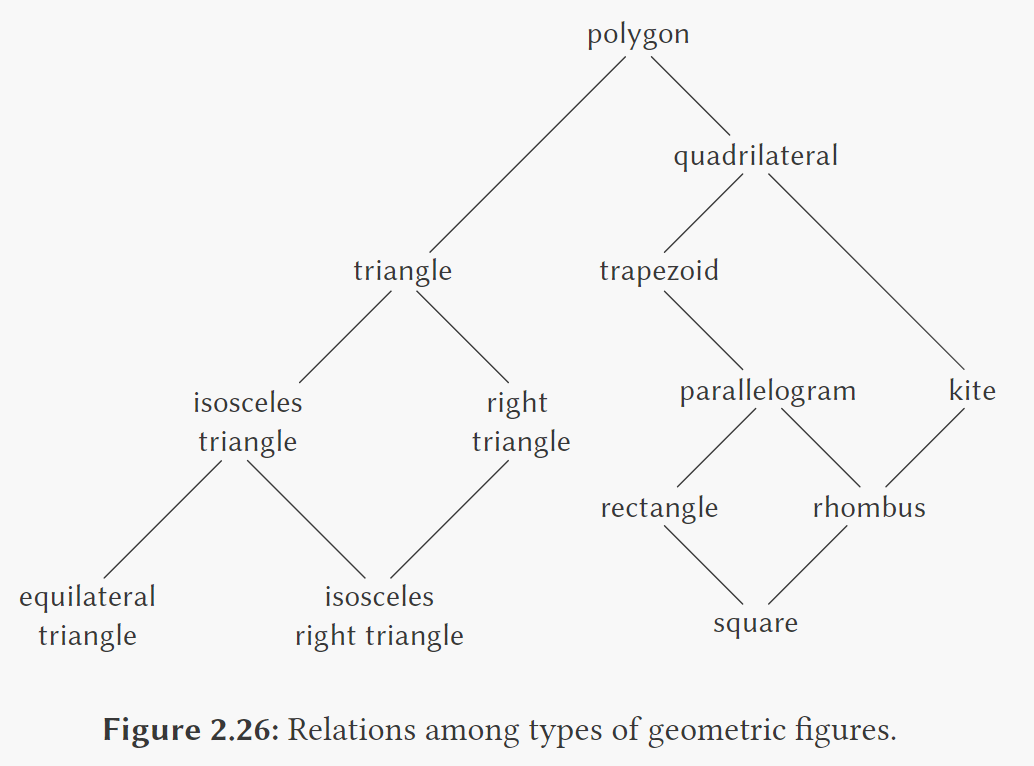 polygon
quadrilateral
triangle
trapezoid
isosceles
triangle
right
triangle
parallelogram
kite
rectangle
rhombus
equilateral
triangle
isosceles
right triangle
square
Figure 2.26: Relations among types of geometric figures.